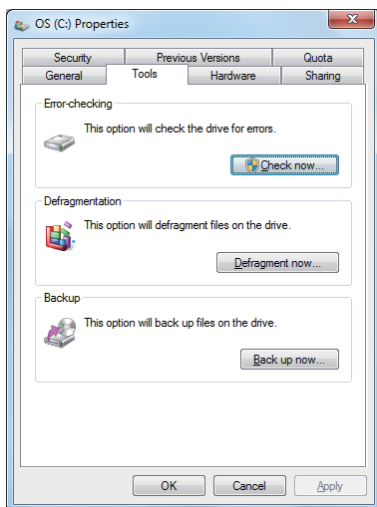 OS (C:) Properties
Security Previous Versions Quota
General Tools Hardware Sharing
Error-checking
This option will check the drive for errors.
Check now...
Defragmentation
This option will defragment files on the drive.
Defragment now...
Backup
This option will back up files on the drive.
Back up now...
OK Cancel Apply